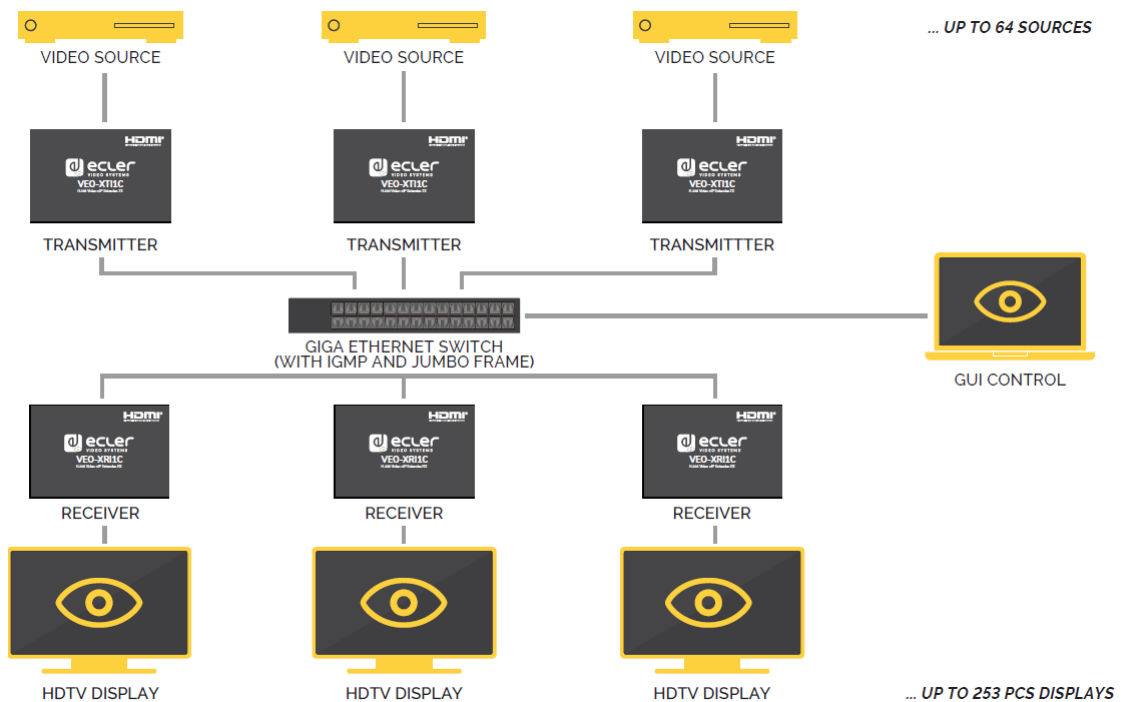 ... UP TO 64 SOURCES
VIDEO SOURCE VIDEO SOURCE VIDEO SOURCE
HDMI HDMI HDMI
ecler ecler ecler
VIDEO SYSTEMS VIDEO SYSTEMS VIDEO SYSTEMS
VEO-XTI1C VEO-XTI1C VEO-XTI1C
TRANSMITTER TRANSMITTER TRANSMITTTER
GIGA ETHERNET SWITCH
(WITH IGMP AND JUMBO FRAME)
GUI CONTROL
HDMI HDMI HDMI
ecler ecler ecler
VIDEO SYSTEMS VIDEO SYSTEMS VIDEO SYSTEMS
VEO-XRI1C VEO-XRI1C VEO-XRI1C
RECEIVER RECEIVER RECEIVER
HDTV DISPLAY HDTV DISPLAY HDTV DISPLAY
... UP TO 253 PCS DISPLAYS